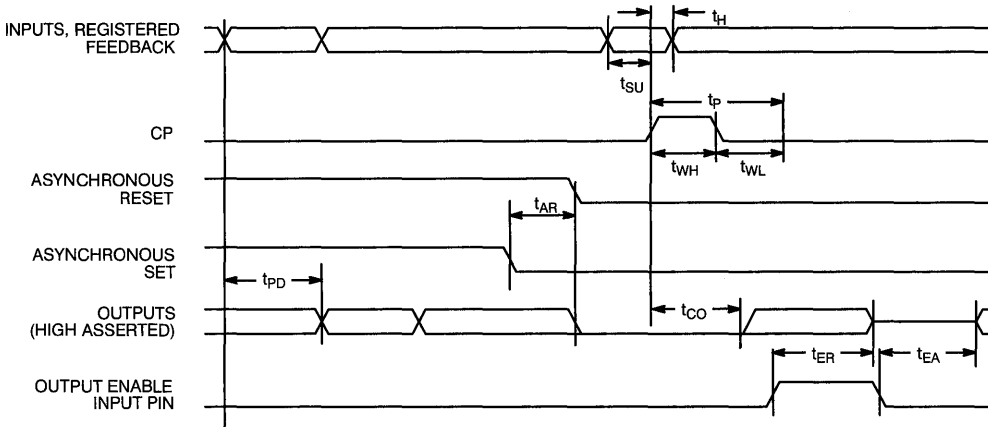 INPUTS, REGISTERED
FEEDBACK
tH
tSU
tP
CP
tWH
tWL
ASYNCHRONOUS
RESET
tAR
ASYNCHRONOUS
SET
tPD
OUTPUTS
(HIGH ASSERTED)
tCO
tER
tEA
OUTPUT ENABLE
INPUT PIN